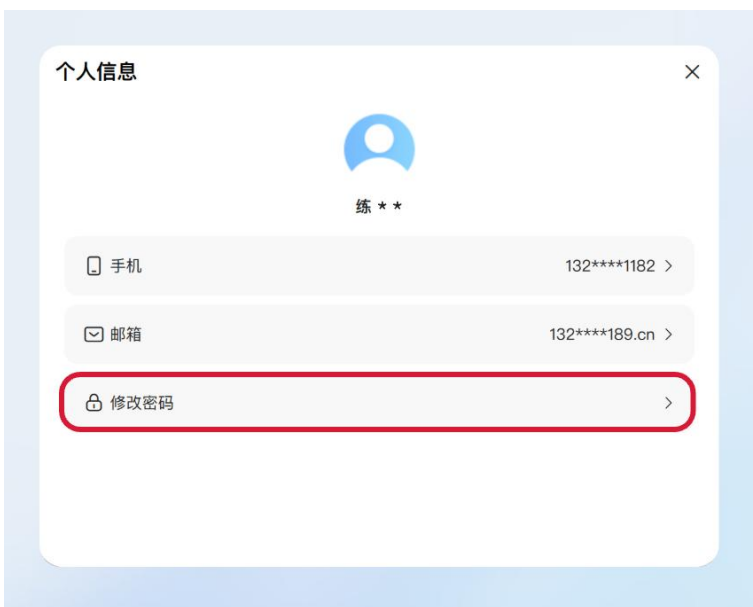 个人信息
练 * *
手机 132****1182
邮箱 132****189.cn
修改密码